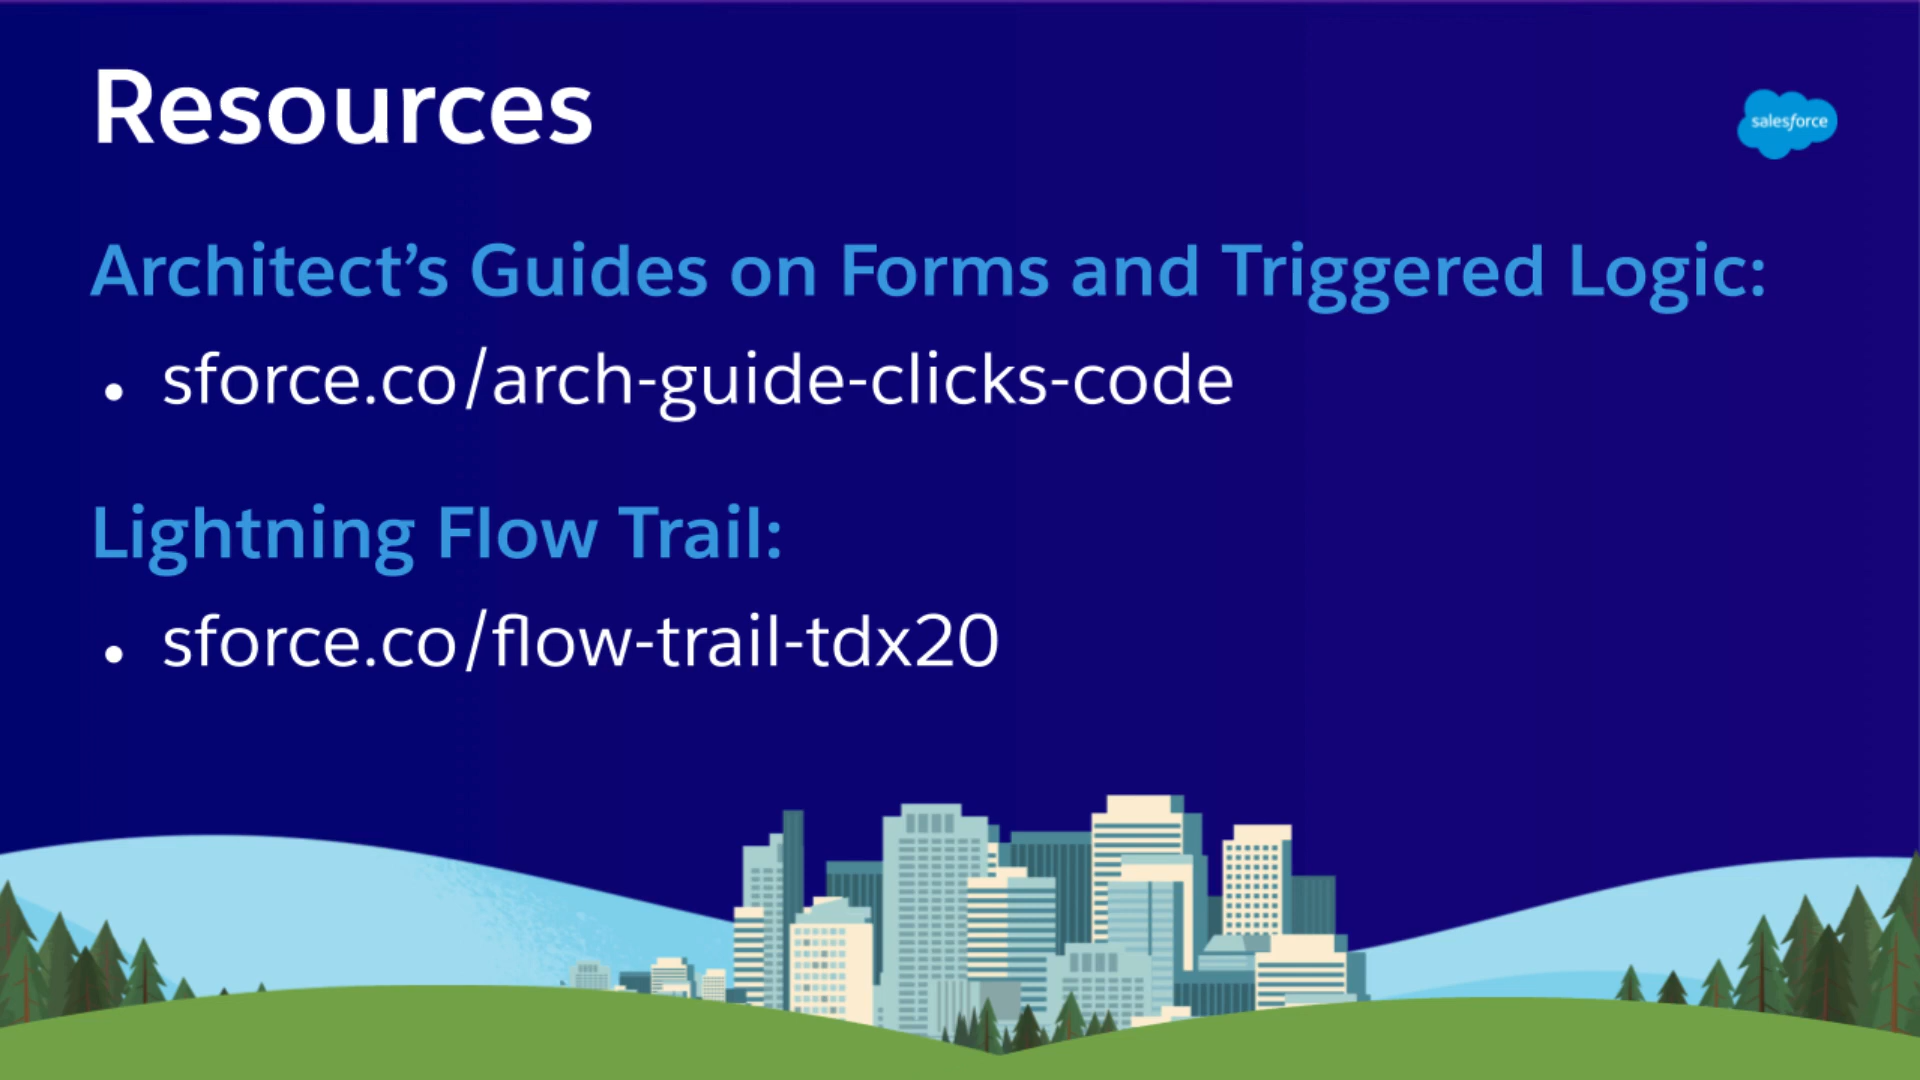 Resources
salesforce
Architect’s Guides on Forms and Triggered Logic:
• sforce.co/arch-guide-clicks-code
Lightning Flow Trail:
• sforce.co/flow-trail-tdx20